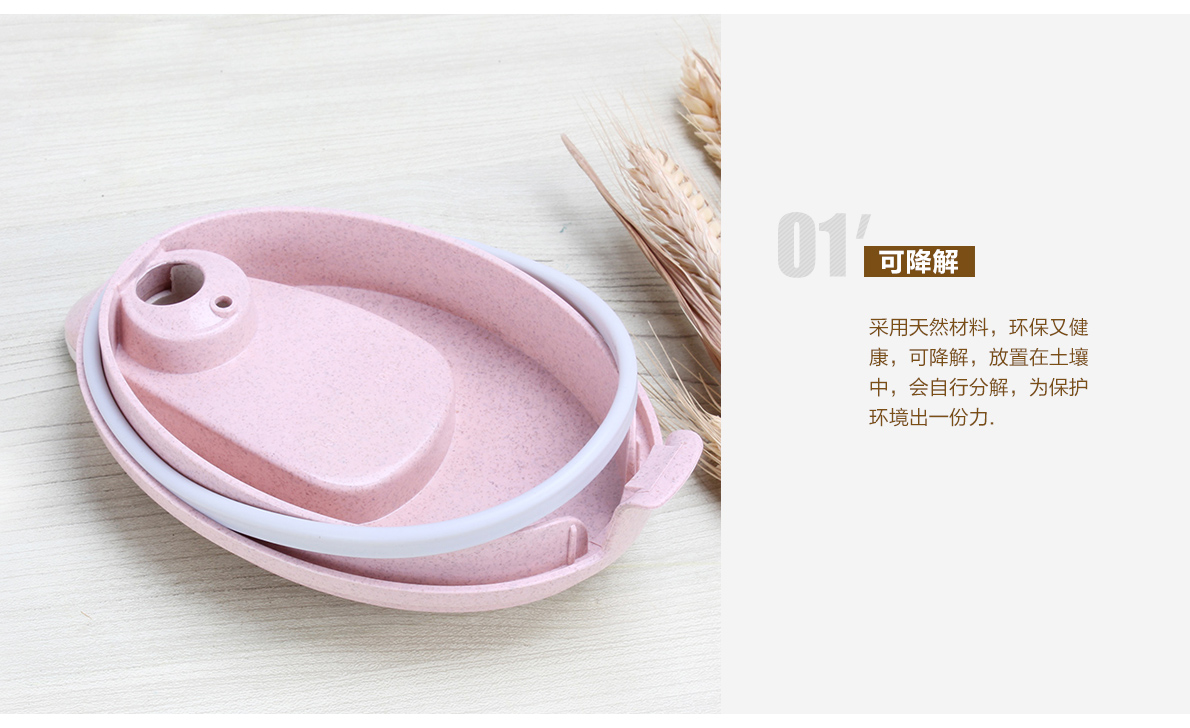 01′
可降解
采用天然材料，环保又健
康，可降解，放置在土壤
中，会自行分解，为保护
环境出一份力.